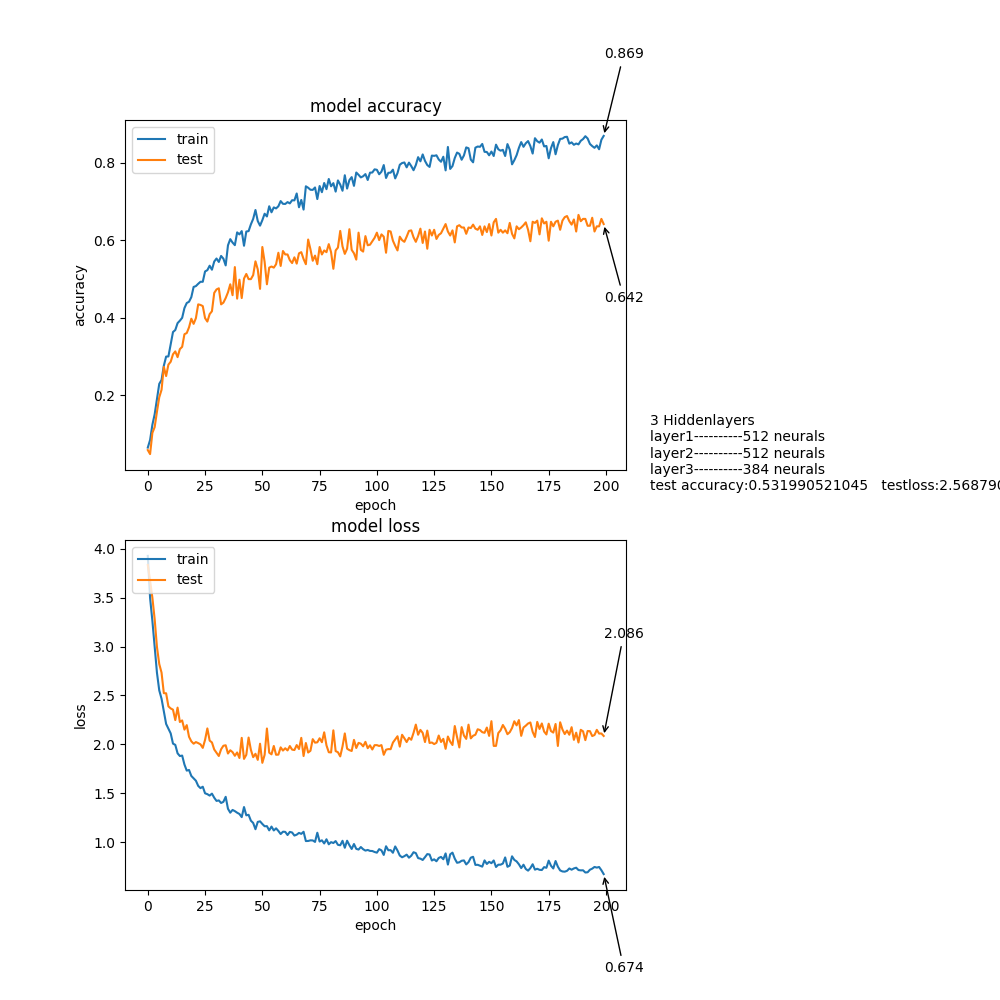 0.869
model accuracy
train
test
0.8
0.6
0.4
0.2
accuracy
0.642
0 25 50 75 100 125 150 175 200
epoch
3 Hiddenlayers
layer1----------512 neurals
layer2----------512 neurals
layer3----------384 neurals
test accuracy:0.531990521045 testloss:2.568790
model loss
train
test
4.0
3.5
3.0
2.5
2.0
1.5
1.0
loss
2.086
0 25 50 75 100 125 150 175 200
epoch
0.674